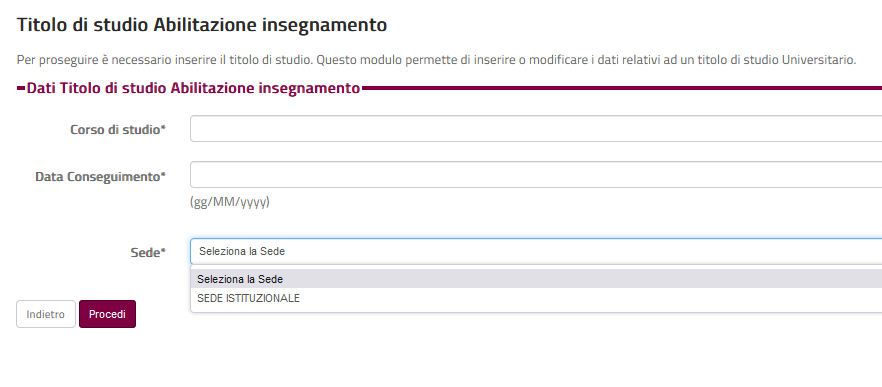 Titolo di studio Abilitazione insegnamento
Per proseguire è necessario inserire il titolo di studio. Questo modulo permette di inserire o modificare i dati relativi ad un titolo di studio Universitario.
Dati Titolo di studio Abilitazione insegnamento
Corso di studio*
Data Conseguimento*
(gg/MM/yyyy)
Sede*
Seleziona la Sede
Seleziona la Sede
SEDE ISTITUZIONALE
Indietro
Procedi